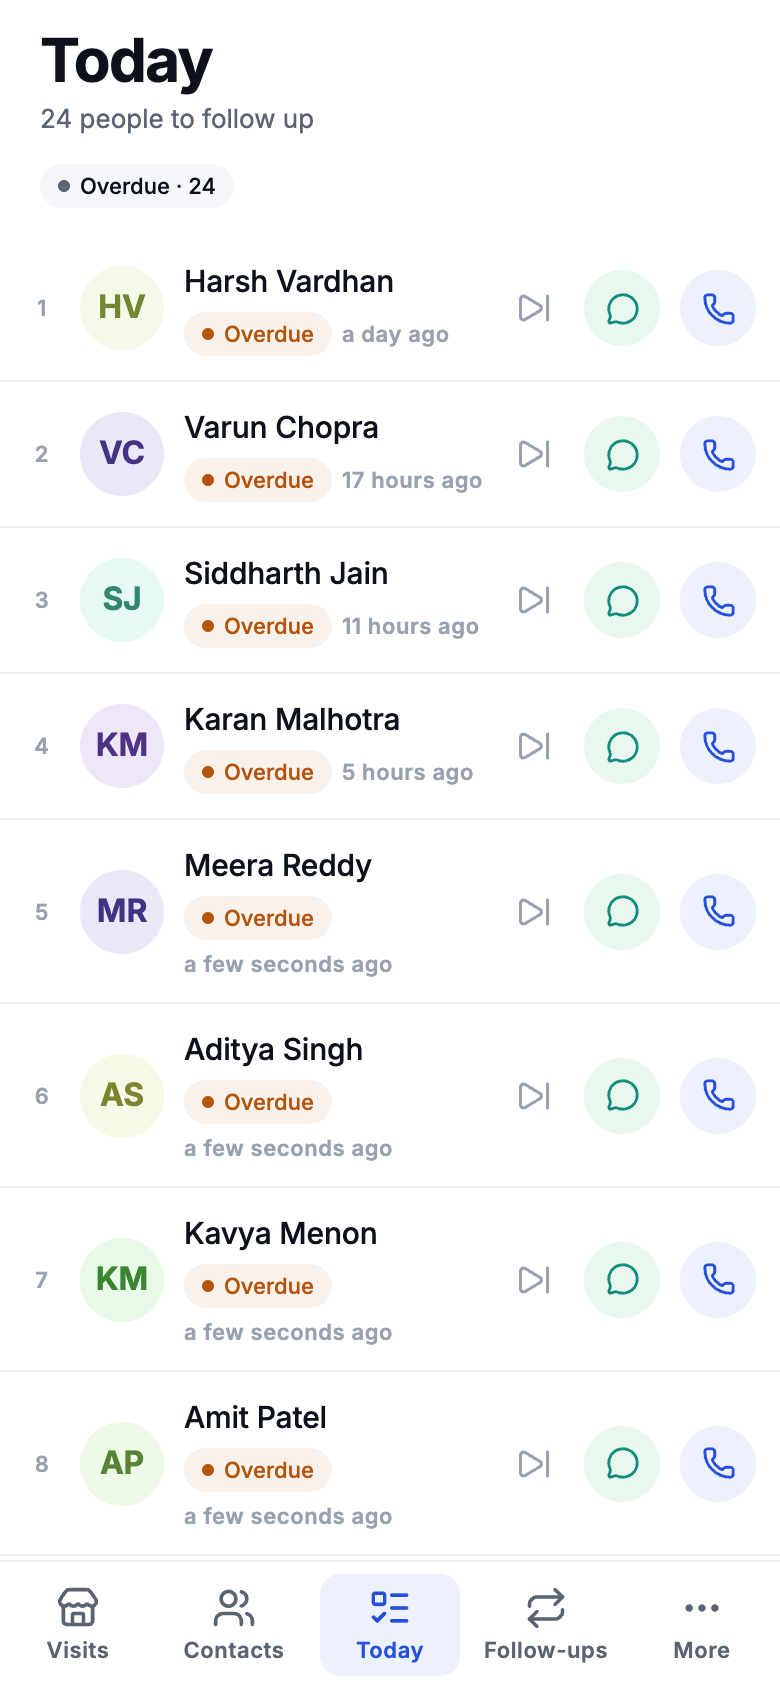 Today
24 people to follow up
Overdue · 24
1
HV
Harsh Vardhan
Overdue a day ago
2
VC
Varun Chopra
Overdue 17 hours ago
3
SJ
Siddharth Jain
Overdue 11 hours ago
4
KM
Karan Malhotra
Overdue 5 hours ago
5
MR
Meera Reddy
Overdue
a few seconds ago
6
AS
Aditya Singh
Overdue
a few seconds ago
7
KM
Kavya Menon
Overdue
a few seconds ago
8
AP
Amit Patel
Overdue
a few seconds ago
Visits Contacts Today Follow-ups More